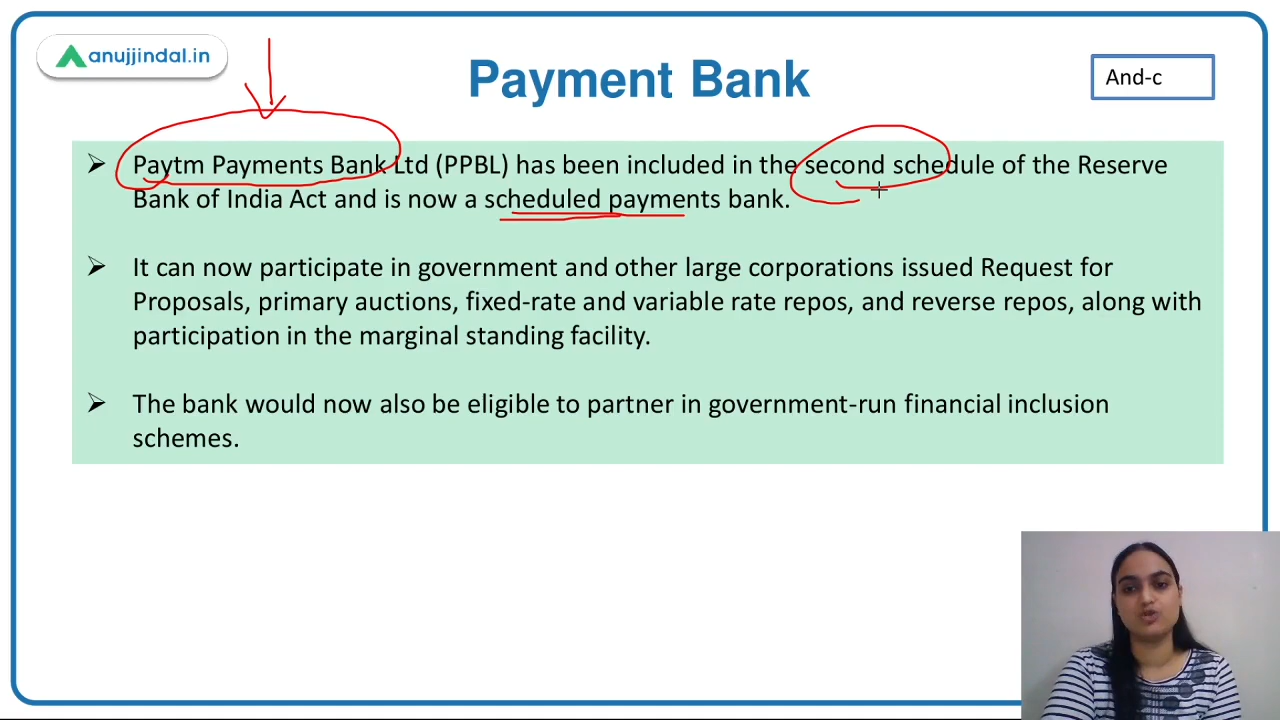 anujjindal.in
Payment Bank
And-c
Paytm Payments Bank Ltd (PPBL) has been included in the second schedule of the Reserve
Bank of India Act and is now a scheduled payments bank.
It can now participate in government and other large corporations issued Request for
Proposals, primary auctions, fixed-rate and variable rate repos, and reverse repos, along with
participation in the marginal standing facility.
The bank would now also be eligible to partner in government-run financial inclusion
schemes.